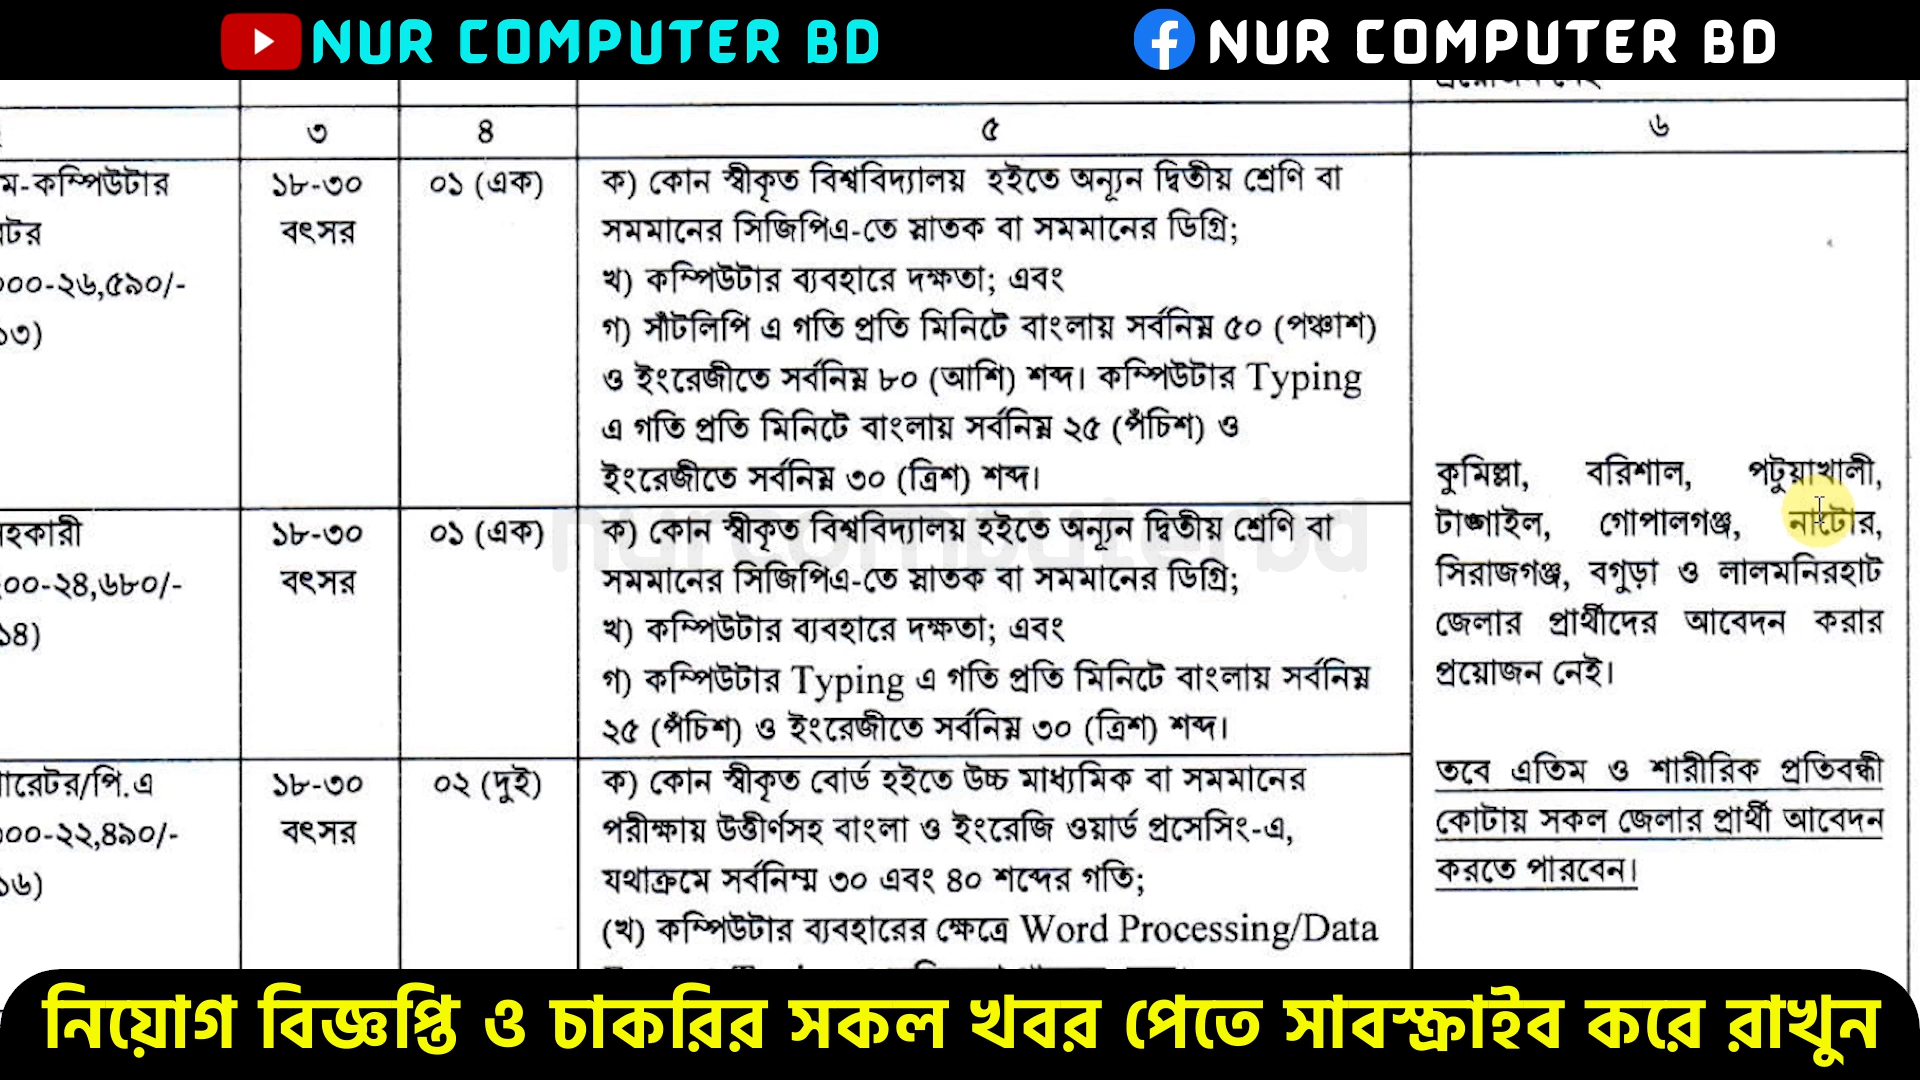 NUR COMPUTER BD
NUR COMPUTER BD
৩ ৪ ৫ ৬
ম-কম্পিউটার
১৮-৩০
বৎসর
০১ (এক)
০০-২৬,৫৯০/-
১৩)
ক) কোন স্বীকৃত বিশ্ববিদ্যালয় হইতে অন্যূন দ্বিতীয় শ্রেণি বা
সমমানের সিজিপিএ-তে স্নাতক বা সমমানের ডিগ্রি;
খ) কম্পিউটার ব্যবহারে দক্ষতা; এবং
গ) সাঁটলিপি এ গতি প্রতি মিনিটে বাংলায় সর্বনিম্ন ৫০ (পঞ্চাশ)
ও ইংরেজীতে সর্বনিম্ন ৮০ (আশি) শব্দ। কম্পিউটার Typing
এ গতি প্রতি মিনিটে বাংলায় সর্বনিম্ন ২৫ (পঁচিশ) ও
ইংরেজীতে সর্বনিম্ন ৩০ (ত্রিশ) শব্দ।
হকারী
০০-২৪,৬৮০/-
১৪)
১৮-৩০
বৎসর
০১ (এক)
ক) কোন স্বীকৃত বিশ্ববিদ্যালয় হইতে অন্যূন দ্বিতীয় শ্রেণি বা
সমমানের সিজিপিএ-তে স্নাতক বা সমমানের ডিগ্রি;
খ) কম্পিউটার ব্যবহারে দক্ষতা; এবং
গ) কম্পিউটার Typing এ গতি প্রতি মিনিটে বাংলায় সর্বনিম্ন
২৫ (পঁচিশ) ও ইংরেজীতে সর্বনিম্ন ৩০ (ত্রিশ) শব্দ।
ারেটর/পি.এ
০০-২২,৪৯০/-
১৬)
১৮-৩০
বৎসর
০২ (দুই)
ক) কোন স্বীকৃত বোর্ড হইতে উচ্চ মাধ্যমিক বা সমমানের
পরীক্ষায় উত্তীর্ণসহ বাংলা ও ইংরেজি ওয়ার্ড প্রসেসিং-এ,
যথাক্রমে সর্বনিম্ম ৩০ এবং ৪০ শব্দের গতি;
(খ) কম্পিউটার ব্যবহারের ক্ষেত্রে Word Processing/Data
কুমিল্লা, বরিশাল, পটুয়াখালী,
টাঙ্গাইল, গোপালগঞ্জ, নাটোর,
সিরাজগঞ্জ, বগুড়া ও লালমনিরহাট
জেলার প্রার্থীদের আবেদন করার
প্রয়োজন নেই।
তবে এতিম ও শারীরিক প্রতিবন্ধী
কোটায় সকল জেলার প্রার্থী আবেদন
করতে পারবেন।
nurcomputerbd
নিয়োগ বিজ্ঞপ্তি ও চাকরির সকল খবর পেতে সাবস্ক্রাইব করে রাখুন